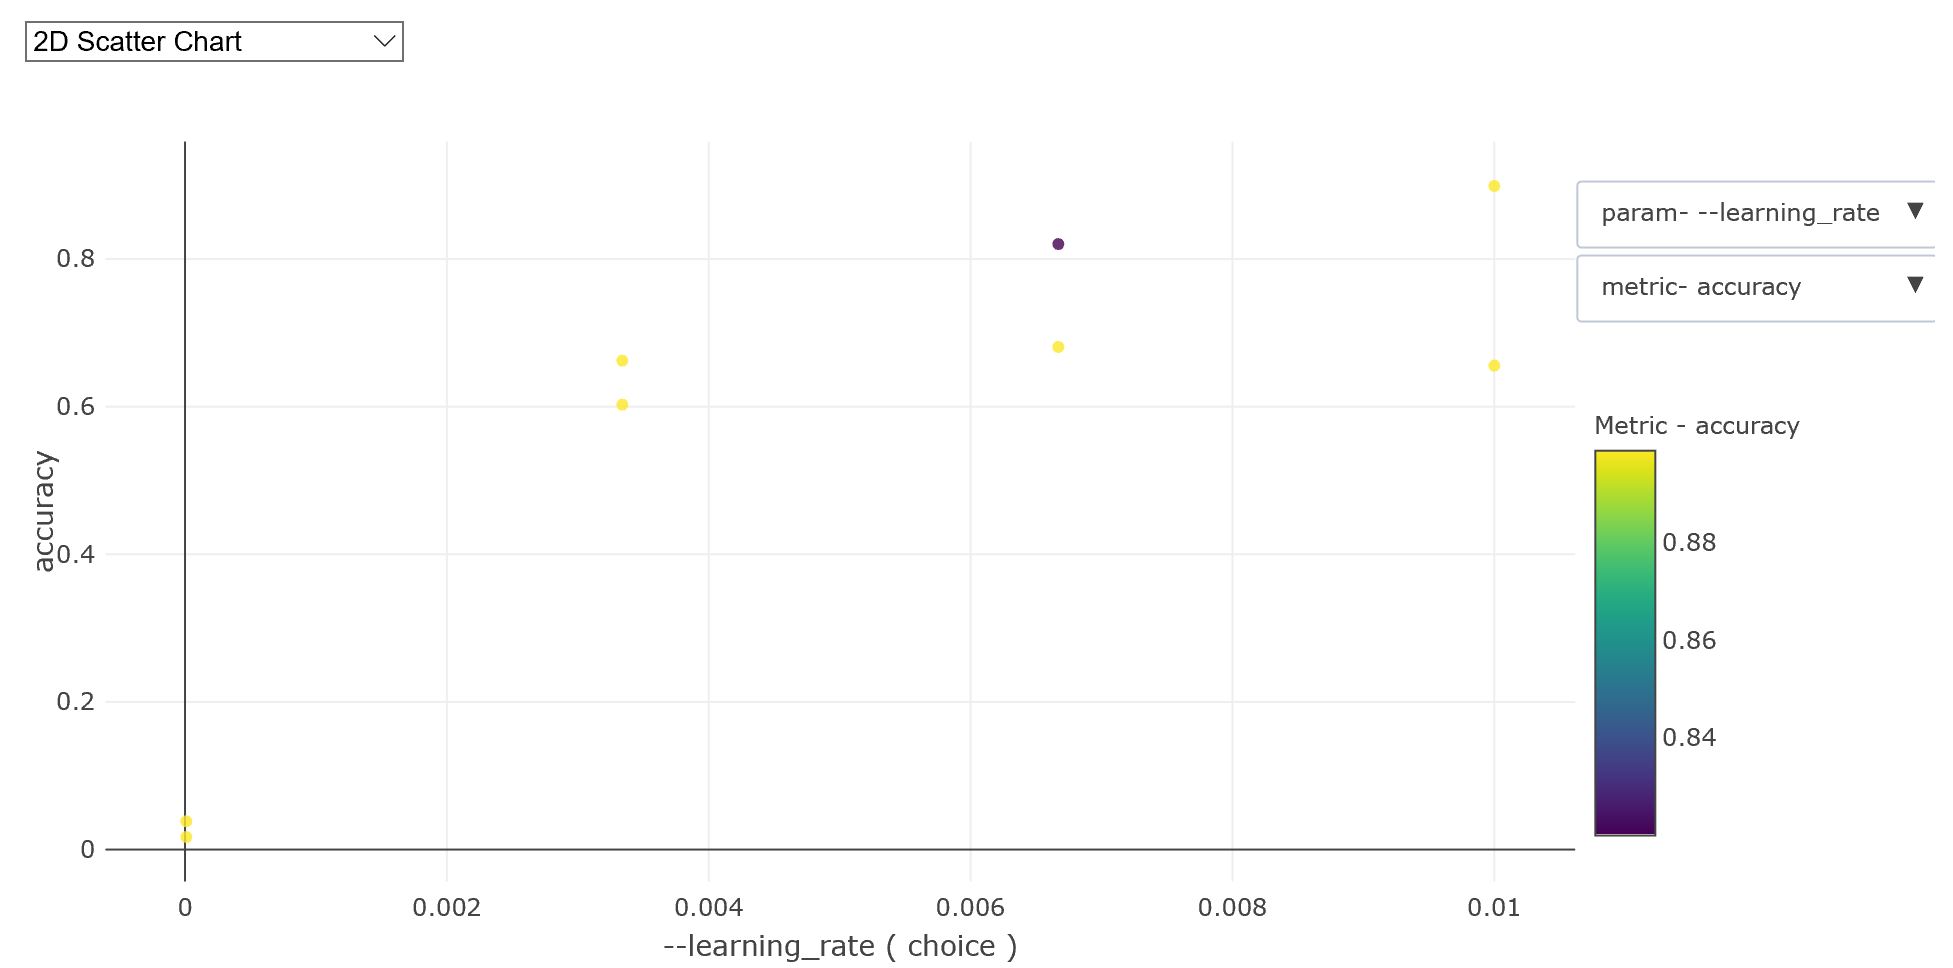 2D Scatter Chart
param- --learning_rate ▼
metric- accuracy ▼
0.8
0.6
0.4
0.2
0
accuracy
0
0.002
0.004
0.006
0.008
0.01
--learning_rate ( choice )
Metric - accuracy
0.88
0.86
0.84